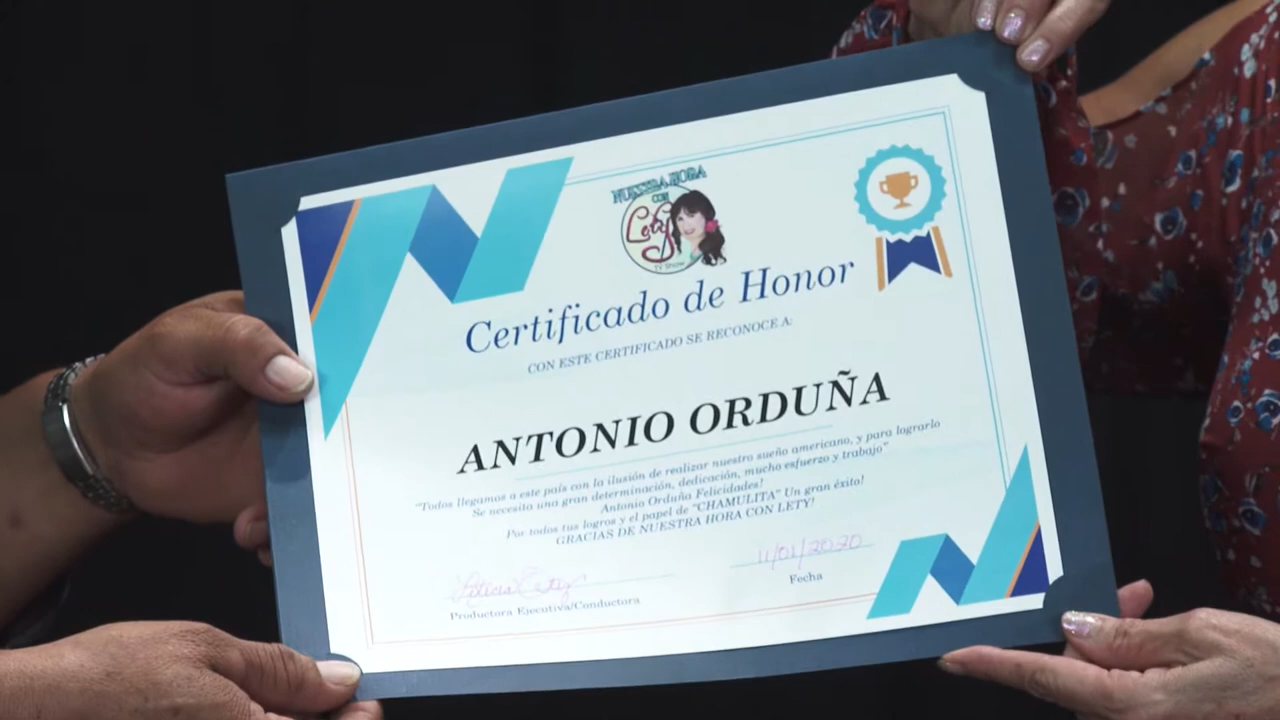 NUESTRA HORA
CON
Lety
TV Show
Certificado de Honor
CON ESTE CERTIFICADO SE RECONOCE A:
ANTONIO ORDUÑA
"Todos llegamos a este país con la ilusión de realizar nuestro sueño americano, y para lograrlo
Se necesita una gran determinación, dedicación, mucho esfuerzo y trabajo"
Antonio Orduña Felicidades!
Por todos tus logros y el papel de "CHAMULITA" Un gran éxito!
GRACIAS DE NUESTRA HORA CON LETY!
Leticia
11/01/2020
Productora Ejecutiva/Conductora
Fecha